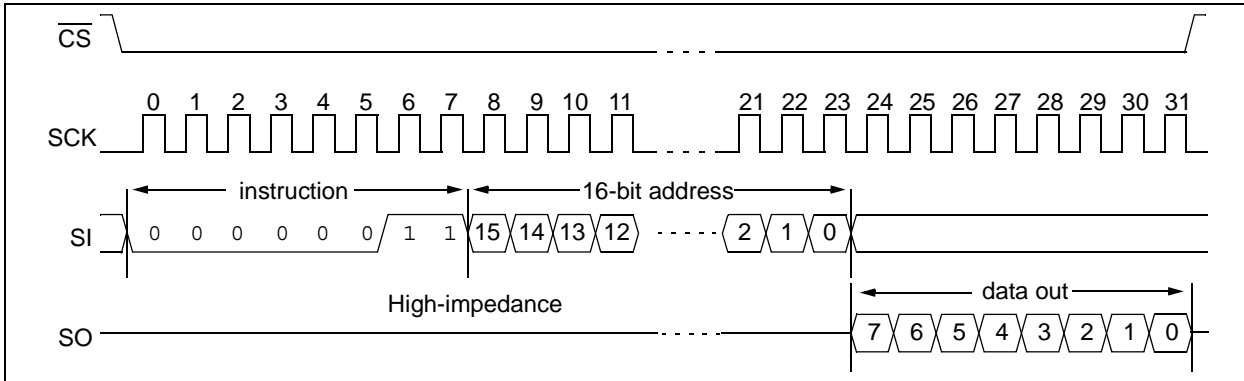 CS
0 1 2 3 4 5 6 7 8 9 10 11 21 22 23 24 25 26 27 28 29 30 31
SCK
instruction 16-bit address
SI 0 0 0 0 0 0 1 1 15 14 13 12 2 1 0
High-impedance data out
SO 7 6 5 4 3 2 1 0